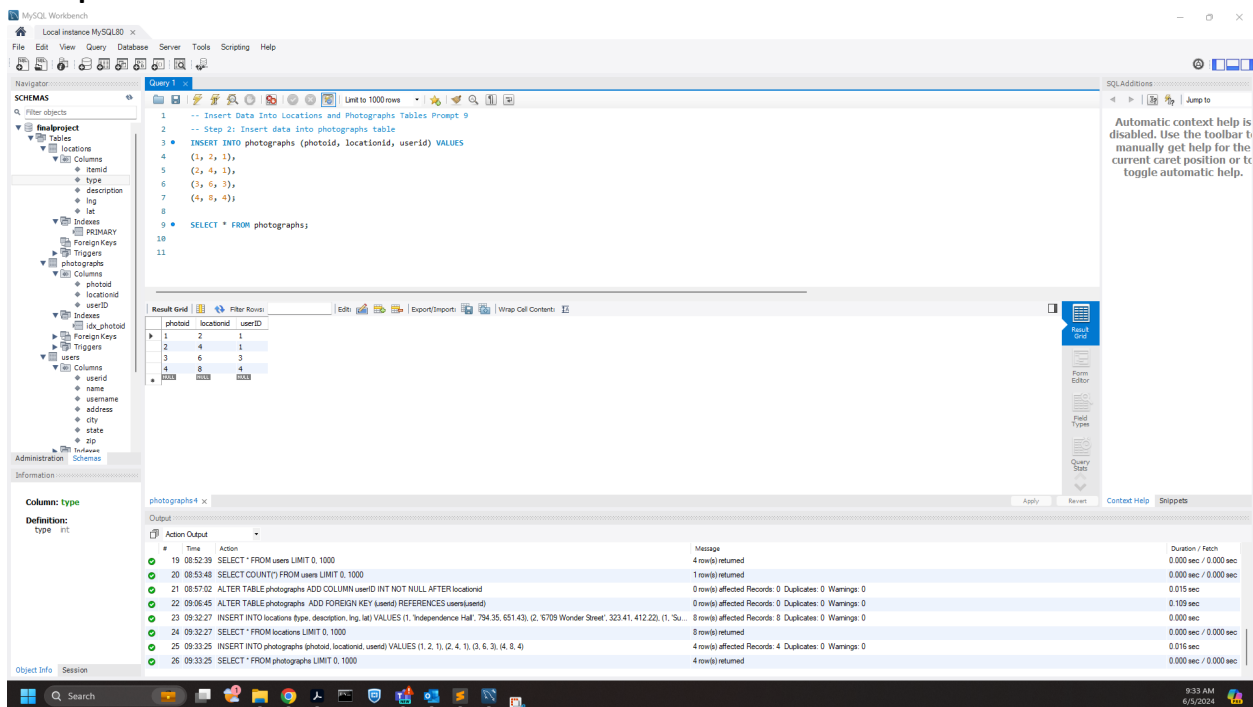 MySQL Workbench
Local instance MySQL80 ×
File Edit View Query Database Server Tools Scripting Help
Navigator
SCHEMAS
Filter objects
finalproject
Tables
locations
Columns
itemid
type
description
lng
lat
Indexes
PRIMARY
Foreign Keys
Triggers
photographs
Columns
photoid
locationid
userID
Indexes
idx_photoid
Foreign Keys
Triggers
users
Columns
userid
name
username
address
city
state
zip
Indexes
Administration Schemas
Information
Column: type
Definition:
type int
Object Info Session
Query 1 ×
Limit to 1000 rows
1 -- Insert Data Into Locations and Photographs Tables Prompt 9
2 -- Step 2: Insert data into photographs table
3 INSERT INTO photographs (photoid, locationid, userid) VALUES
4 (1, 2, 1),
5 (2, 4, 1),
6 (3, 6, 3),
7 (4, 8, 4);
8
9 SELECT * FROM photographs;
10
11
Result Grid Filter Rows: Edit: Export/Import: Wrap Cell Content:
photoid locationid userID
1 2 1
2 4 1
3 6 3
4 8 4
NULL NULL NULL
Result Grid
Form Editor
Field Types
Query Stats
photographs4 ×
Apply Revert
SQLAdditions
Jump to
Automatic context help is
disabled. Use the toolbar to
manually get help for the
current caret position or to
toggle automatic help.
Context Help Snippets
Output
Action Output
# Time Action Message Duration / Fetch
19 08:52:39 SELECT * FROM users LIMIT 0, 1000 4 row(s) returned 0.000 sec / 0.000 sec
20 08:53:48 SELECT COUNT(*) FROM users LIMIT 0, 1000 1 row(s) returned 0.000 sec / 0.000 sec
21 08:57:02 ALTER TABLE photographs ADD COLUMN userID INT NOT NULL AFTER locationid 0 row(s) affected Records: 0 Duplicates: 0 Warnings: 0 0.015 sec
22 09:06:45 ALTER TABLE photographs ADD FOREIGN KEY (userid) REFERENCES users(userid) 0 row(s) affected Records: 0 Duplicates: 0 Warnings: 0 0.109 sec
23 09:32:27 INSERT INTO locations (type, description, lng, lat) VALUES (1, 'Independence Hall', 794.35, 651.43), (2, '6709 Wonder Street', 323.41, 412.22), (1, 'Su... 8 row(s) affected Records: 8 Duplicates: 0 Warnings: 0 0.000 sec
24 09:32:27 SELECT * FROM locations LIMIT 0, 1000 8 row(s) returned 0.000 sec / 0.000 sec
25 09:33:25 INSERT INTO photographs (photoid, locationid, userid) VALUES (1, 2, 1), (2, 4, 1), (3, 6, 3), (4, 8, 4) 4 row(s) affected Records: 4 Duplicates: 0 Warnings: 0 0.016 sec
26 09:33:25 SELECT * FROM photographs LIMIT 0, 1000 4 row(s) returned 0.000 sec / 0.000 sec
Search
9:33 AM
6/5/2024